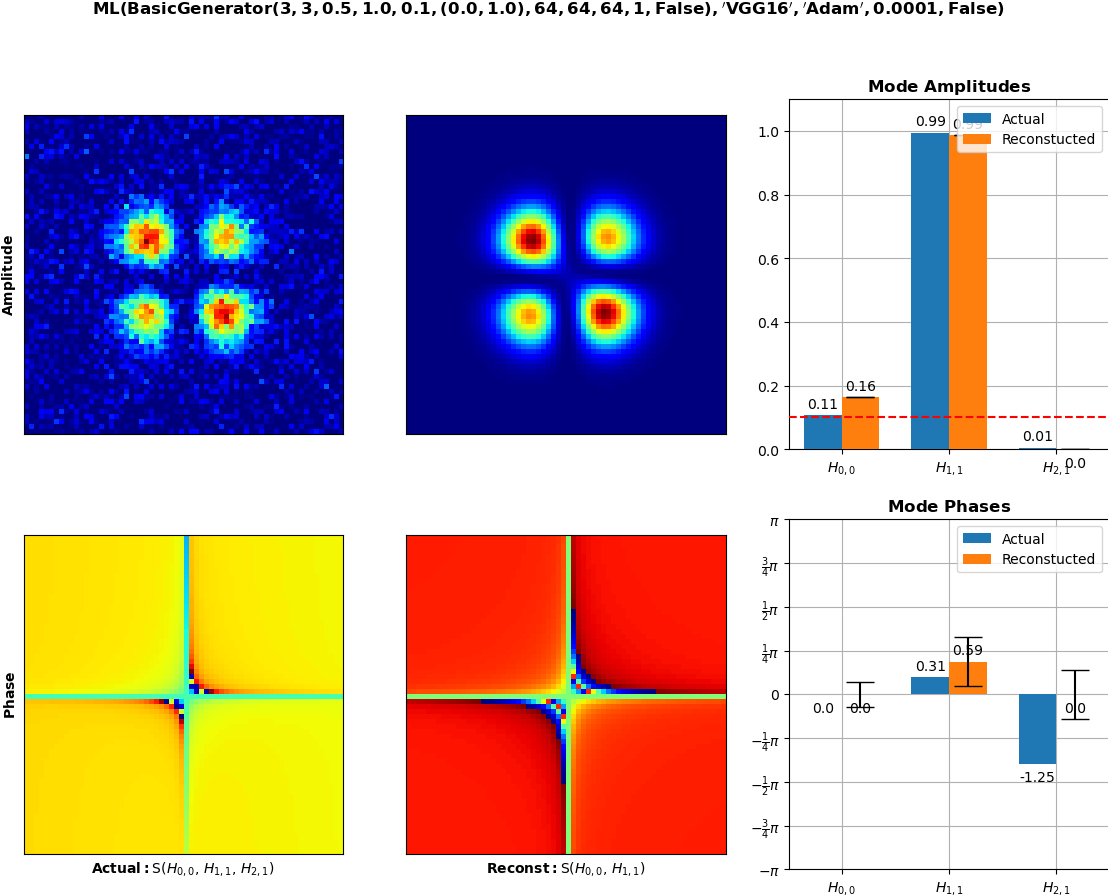 ML(BasicGenerator(3, 3, 0.5, 1.0, 0.1, (0.0, 1.0), 64, 64, 64, 1, False), ′VGG16′, ′Adam′, 0.0001, False)
Amplitude
Mode Amplitudes
Actual
Reconstucted
1.0
0.8
0.6
0.4
0.2
0.0
0.99
0.99
0.11
0.16
0.01
0.0
H0,0
H1,1
H2,1
Phase
Actual: S(H0,0, H1,1, H2,1)
Reconst: S(H0,0, H1,1)
Mode Phases
Actual
Reconstucted
π
3/4π
1/2π
1/4π
0
−1/4π
−1/2π
−3/4π
−π
0.0
0.0
0.31
0.59
-1.25
0.0
H0,0
H1,1
H2,1